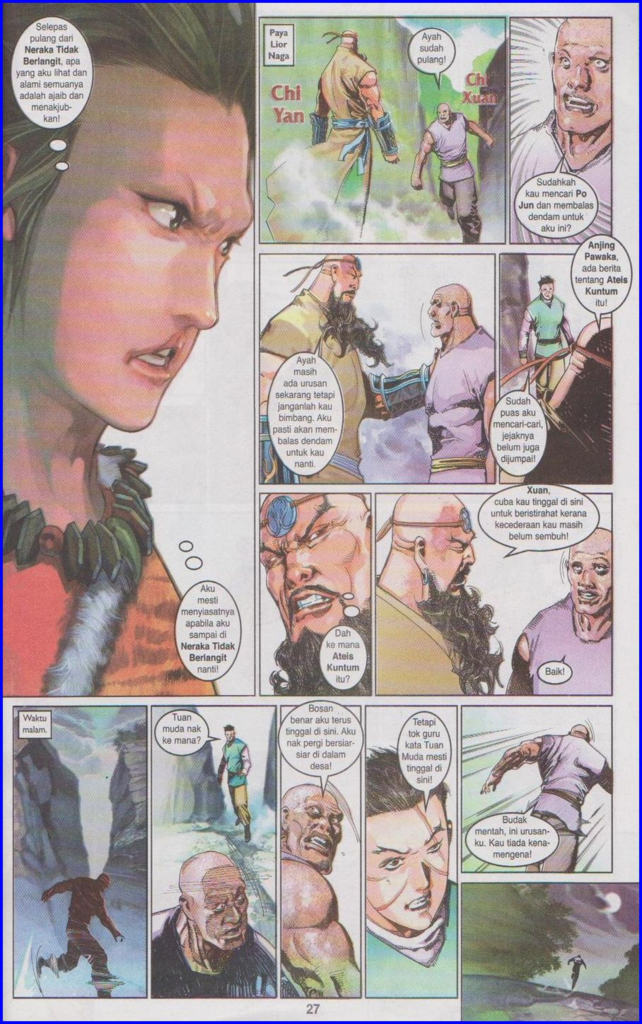 Selepas
pulang dari
Neraka Tidak
Berlangit, apa
yang aku lihat dan
alami semuanya
adalah ajaib dan
menakjub-
kan!
Aku
mesti
menyiasatnya
apabila aku
sampai di
Neraka Tidak
Berlangit
nanti!
Paya
Lior
Naga
Chi
Yan
Ayah
sudah
pulang!
Chi
Xuan
Sudahkah
kau mencari Po
Jun dan membalas
dendam untuk
aku ini?
Ayah
masih
ada urusan
sekarang tetapi
janganlah kau
bimbang. Aku
pasti akan mem-
balas dendam
untuk kau
nanti.
Anjing
Pawaka,
ada berita
tentang Ateis
Kuntum
itu!
Sudah
puas aku
mencari-cari,
jejaknya
belum juga
dijumpai!
Dah
ke mana
Ateis
Kuntum
itu?
Xuan,
cuba kau tinggal di sini
untuk beristirahat kerana
kecederaan kau masih
belum sembuh!
Baik!
Waktu
malam.
Tuan
muda nak
ke mana?
Bosan
benar aku terus
tinggal di sini. Aku
nak pergi bersiar-
siar di dalam
desa!
Tetapi
tok guru
kata Tuan
Muda mesti
tinggal di
sini!
Budak
mentah, ini urusan-
ku. Kau tiada kena-
mengena!
27